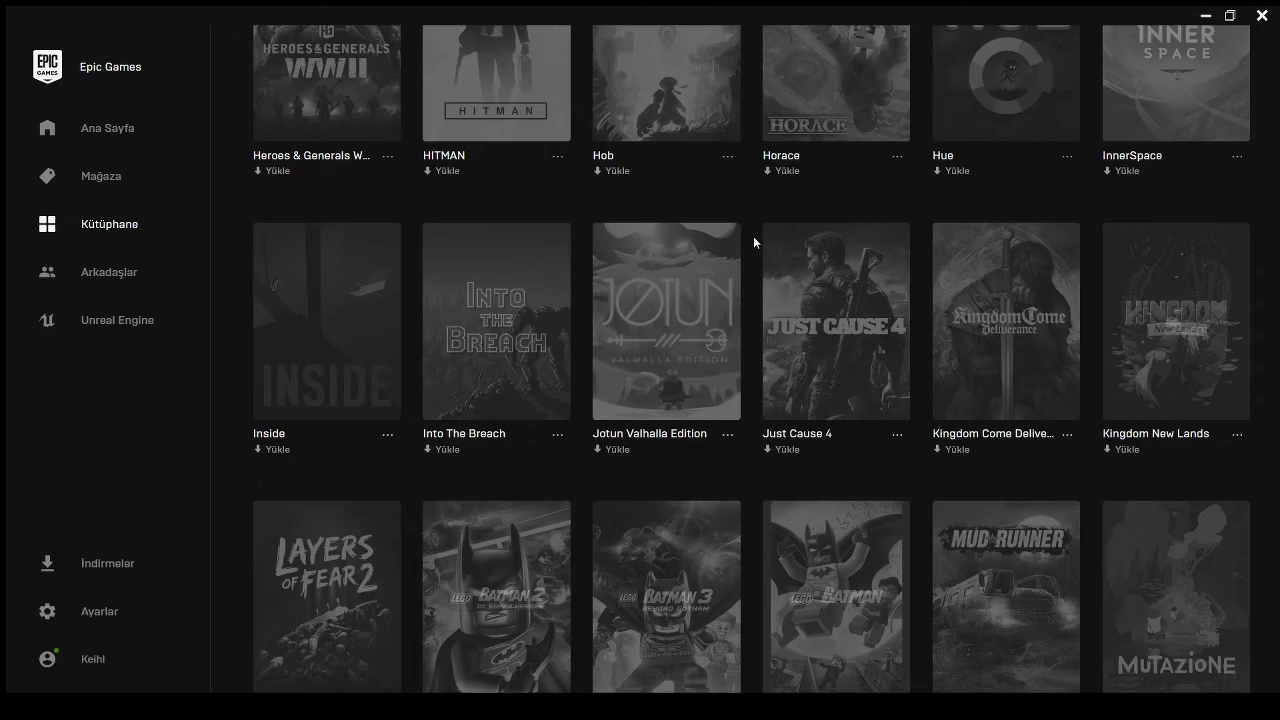 EPIC
GAMES
Epic Games
Ana Sayfa
Mağaza
Kütüphane
Arkadaşlar
Unreal Engine
İndirmeler
Ayarlar
Keihl
HEROES & GENERALS
WWII
HITMAN
HORACE
INNER
SPACE
Heroes & Generals W... ...
HITMAN ...
Hob ...
Horace ...
Hue ...
InnerSpace ...
Yükle
Yükle
Yükle
Yükle
Yükle
Yükle
INSIDE
INTO
THE
BREACH
JOTUN
VALHALLA EDITION
JUST CAUSE 4
Kingdom Come
Deliverance
KINGDOM
New Lands
Inside ...
Into The Breach ...
Jotun Valhalla Edition ...
Just Cause 4 ...
Kingdom Come Delive... ...
Kingdom New Lands ...
Yükle
Yükle
Yükle
Yükle
Yükle
Yükle
LAYERS
OF FEAR 2
LEGO BATMAN 2
DC SUPER HEROES
LEGO BATMAN 3
BEYOND GOTHAM
LEGO BATMAN
MUDRUNNER
MUTAZIONE